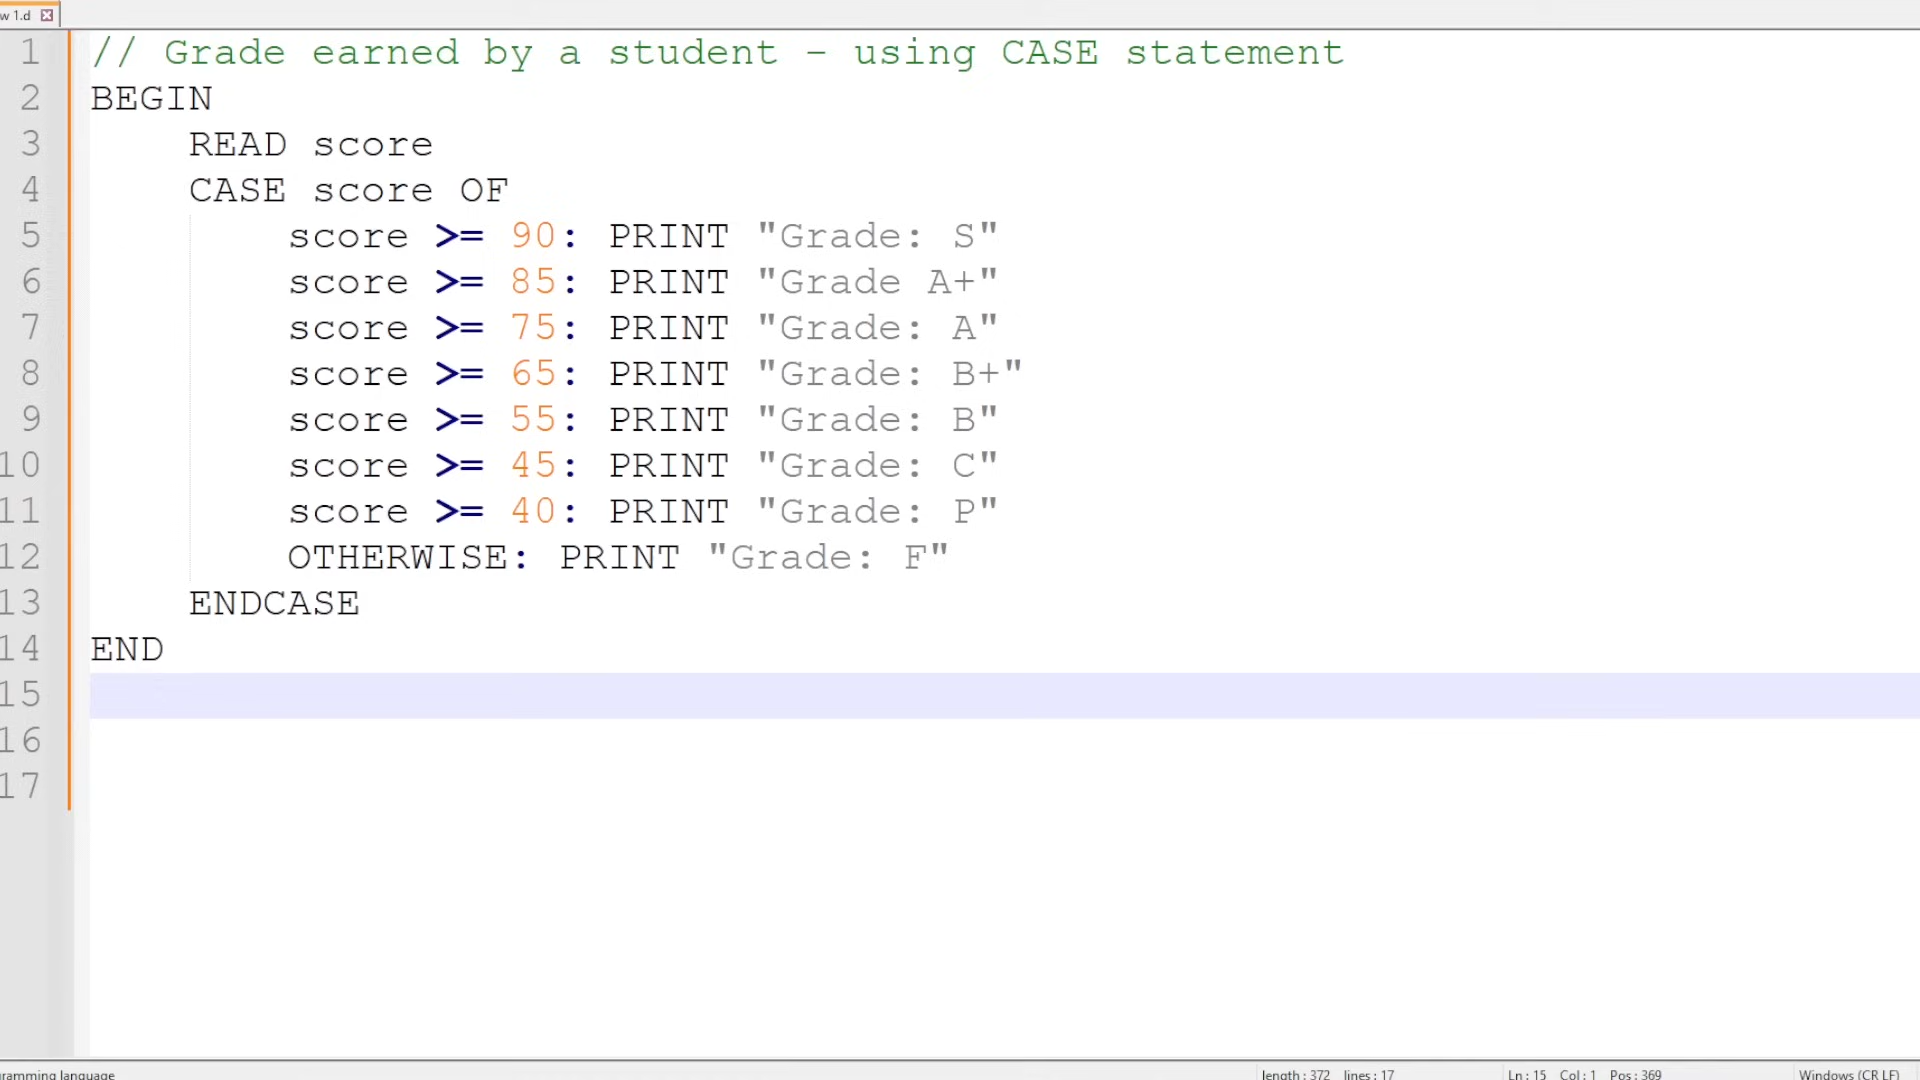 w 1.d
1 // Grade earned by a student - using CASE statement
2 BEGIN
3 READ score
4 CASE score OF
5 score >= 90: PRINT "Grade: S"
6 score >= 85: PRINT "Grade A+"
7 score >= 75: PRINT "Grade: A"
8 score >= 65: PRINT "Grade: B+"
9 score >= 55: PRINT "Grade: B"
10 score >= 45: PRINT "Grade: C"
11 score >= 40: PRINT "Grade: P"
12 OTHERWISE: PRINT "Grade: F"
13 ENDCASE
14 END
15
16
17
ramming language length : 372 lines : 17 Ln : 15 Col : 1 Pos : 369 Windows (CR LF)